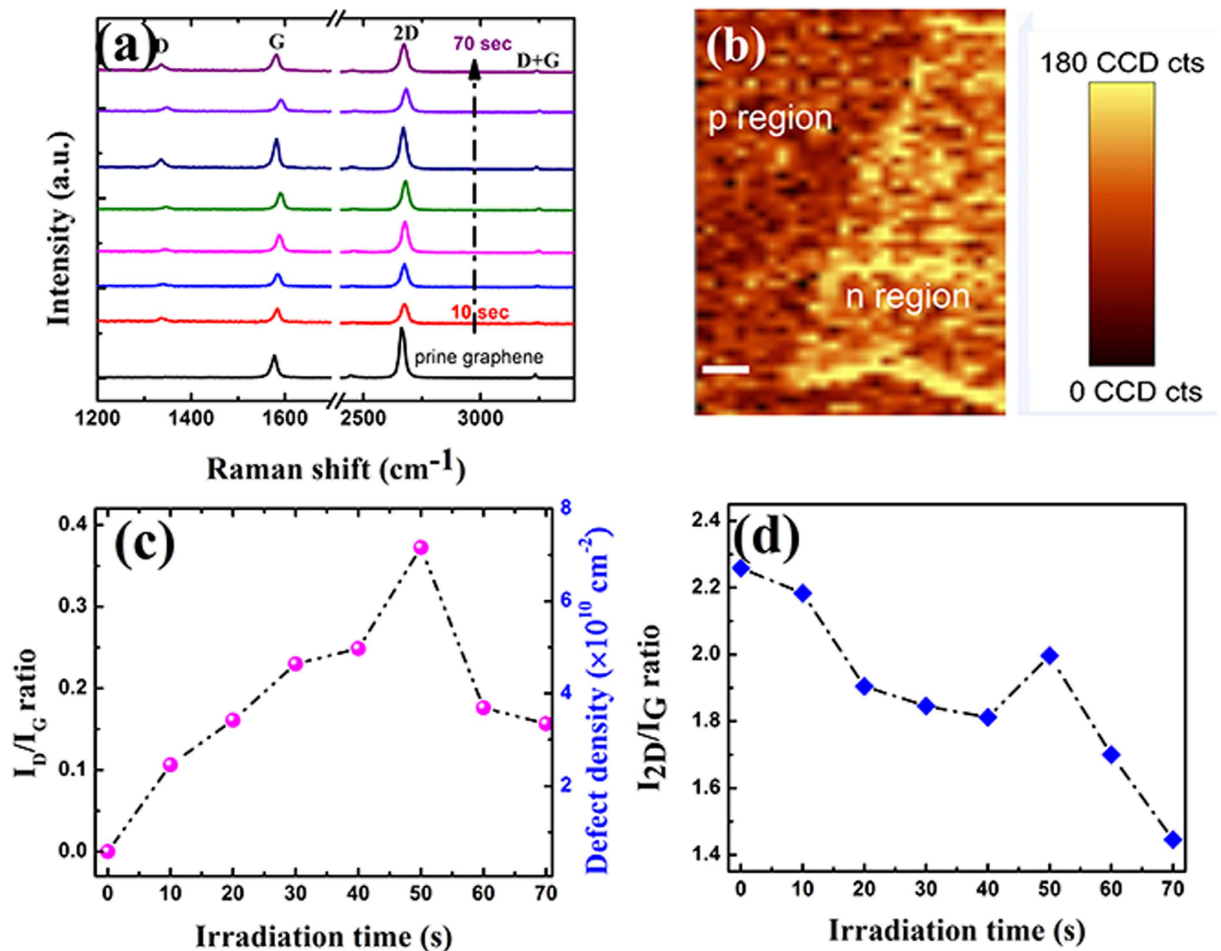 (a)
D
G
2D
70 sec
D+G
10 sec
prine graphene
Intensity (a.u.)
1200 1400 1600 2500 3000
Raman shift (cm-1)
(b)
p region
n region
180 CCD cts
0 CCD cts
(c)
0.4
0.3
0.2
0.1
0.0
ID/IG ratio
8
6
4
2
Defect density (×10^10 cm-2)
0 10 20 30 40 50 60 70
Irradiation time (s)
(d)
2.4
2.2
2.0
1.8
1.6
1.4
I2D/IG ratio
0 10 20 30 40 50 60 70
Irradiation time (s)